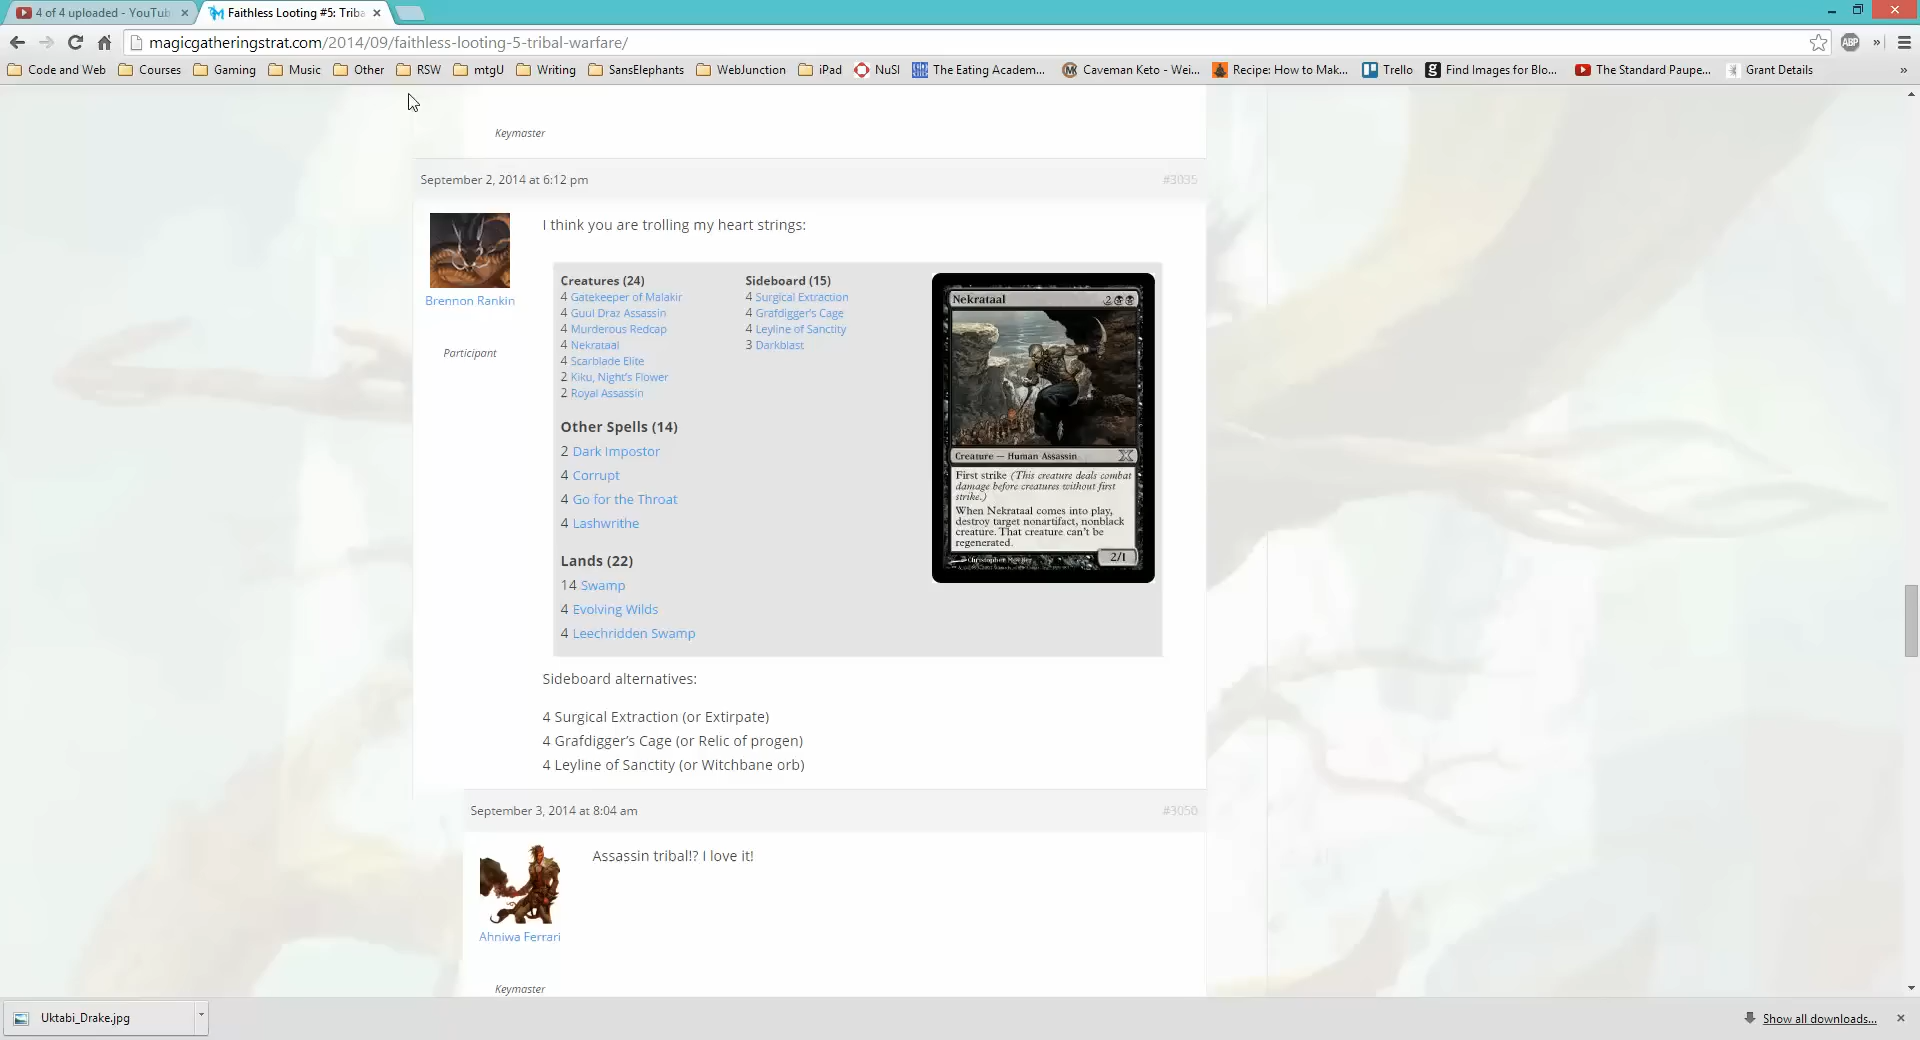 4 of 4 uploaded - YouTub
Faithless Looting #5: Triba
magicgatheringstrat.com/2014/09/faithless-looting-5-tribal-warfare/
ABP »
Code and Web Courses Gaming Music Other RSW mtgU Writing SansElephants WebJunction iPad NuSI The Eating Academ... Caveman Keto - Wei... Recipe: How to Mak... Trello Find Images for Blo... The Standard Paupe... Grant Details »
Keymaster
September 2, 2014 at 6:12 pm #3035
I think you are trolling my heart strings:
Brennon Rankin
Participant
Creatures (24)
4 Gatekeeper of Malakir
4 Guul Draz Assassin
4 Murderous Redcap
4 Nekrataal
4 Scarblade Elite
2 Kiku, Night's Flower
2 Royal Assassin
Other Spells (14)
2 Dark Impostor
4 Corrupt
4 Go for the Throat
4 Lashwrithe
Lands (22)
14 Swamp
4 Evolving Wilds
4 Leechridden Swamp
Sideboard (15)
4 Surgical Extraction
4 Grafdigger's Cage
4 Leyline of Sanctity
3 Darkblast
Nekrataal 2
Creature — Human Assassin
First strike (This creature deals combat
damage before creatures without first
strike.)
When Nekrataal comes into play,
destroy target nonartifact, nonblack
creature. That creature can't be
regenerated.
2/1
Sideboard alternatives:
4 Surgical Extraction (or Extirpate)
4 Grafdigger's Cage (or Relic of progen)
4 Leyline of Sanctity (or Witchbane orb)
September 3, 2014 at 8:04 am #3050
Assassin tribal!? I love it!
Ahniwa Ferrari
Keymaster
Uktabi_Drake.jpg
Show all downloads...